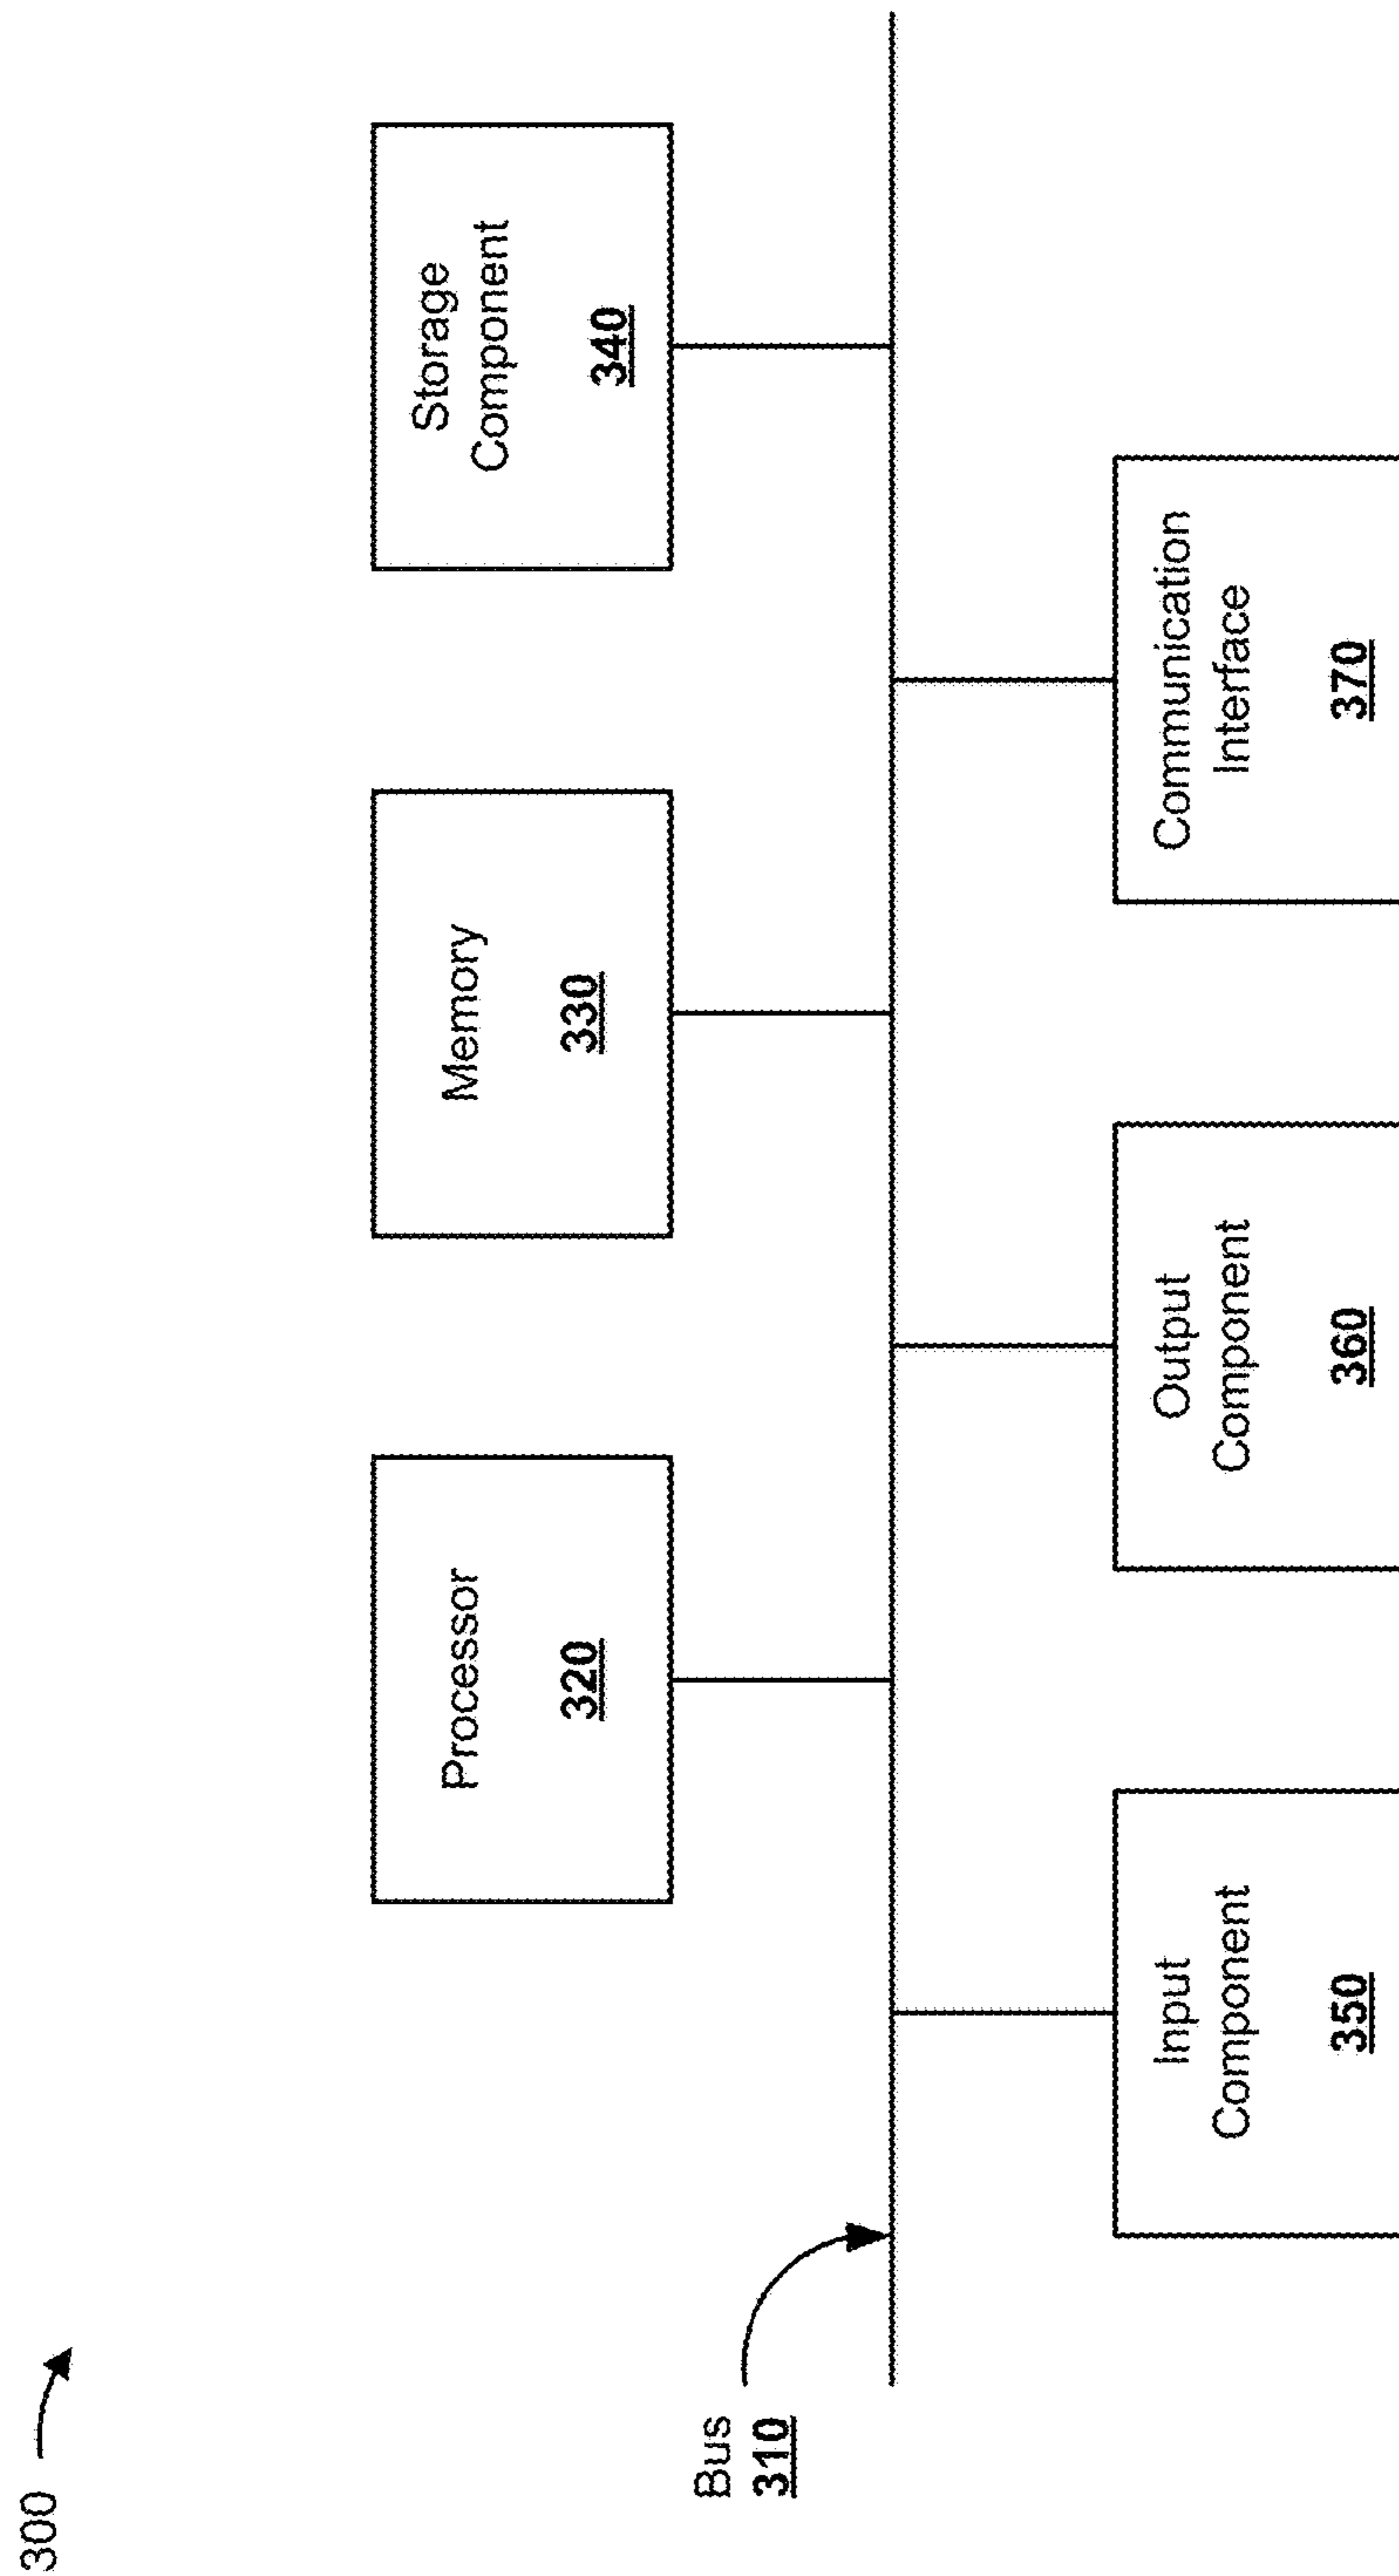 300
Processor
320
Memory
330
Storage
Component
340
Bus
310
Input
Component
350
Output
Component
360
Communication
Interface
370